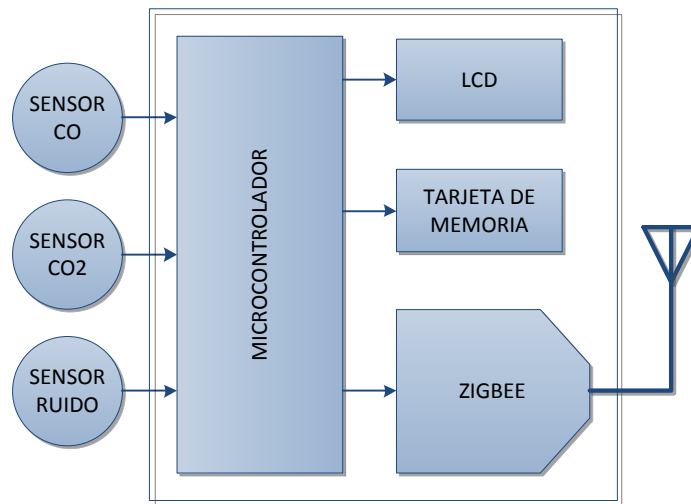 SENSOR
CO
SENSOR
CO2
SENSOR
RUIDO
MICROCONTROLADOR
LCD
TARJETA DE
MEMORIA
ZIGBEE